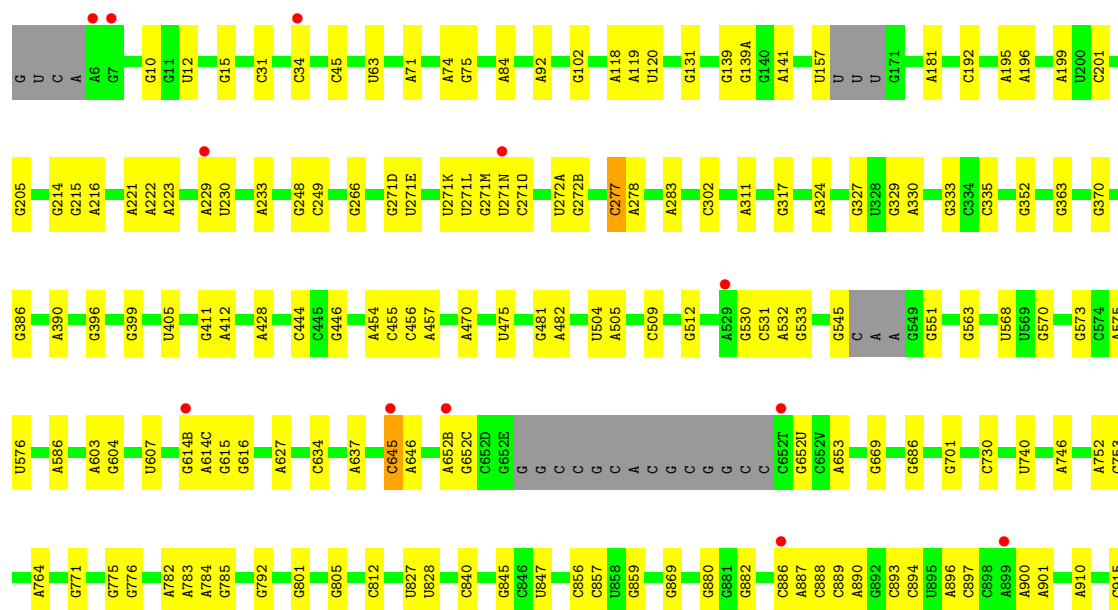 G U C A A6 G7 G10 G11 U12 G15 C31 C34 C45 U63 A71 A74 G75 A84 A92 G102 A118 A119 U120 G131 G139 G139A G140 A141 U157 U U U G171 A181 C192 A195 A196 A199 U200 C201
G205 G214 G215 A216 A221 A222 A223 A229 U230 A233 G248 C249 G266 G271D U271E U271K U271L G271M U271N C271O U272A G272B C277 A278 A283 C302 A311 G317 A324 G327 U328 G329 A330 G333 C334 C335 G352 G363 G370
G386 A390 G396 G399 U405 G411 A412 A428 C444 C445 G446 A454 C455 C456 A457 A470 U475 G481 A482 U504 A505 C509 G512 A529 G530 C531 A532 G533 G545 C A A G549 G551 G563 U568 U569 G570 G573 C574 A575
U576 A586 A603 G604 U607 G614B A614C G615 G616 A627 C634 A637 C645 A646 A652B G652C C652D G652E G G C C G C A C G C G G C C C652T G652U C652V A653 G669 G686 G701 C730 U740 A746 A752 C753
A764 G771 G775 G776 A782 A783 A784 G785 G792 G801 G805 C812 U827 U828 C840 G845 C846 U847 C856 C857 U858 G859 G869 G880 G881 C886 A887 C888 C889 A890 G892 C893 C894 U895 A896 C897 C898 A899 A900 A901 A910